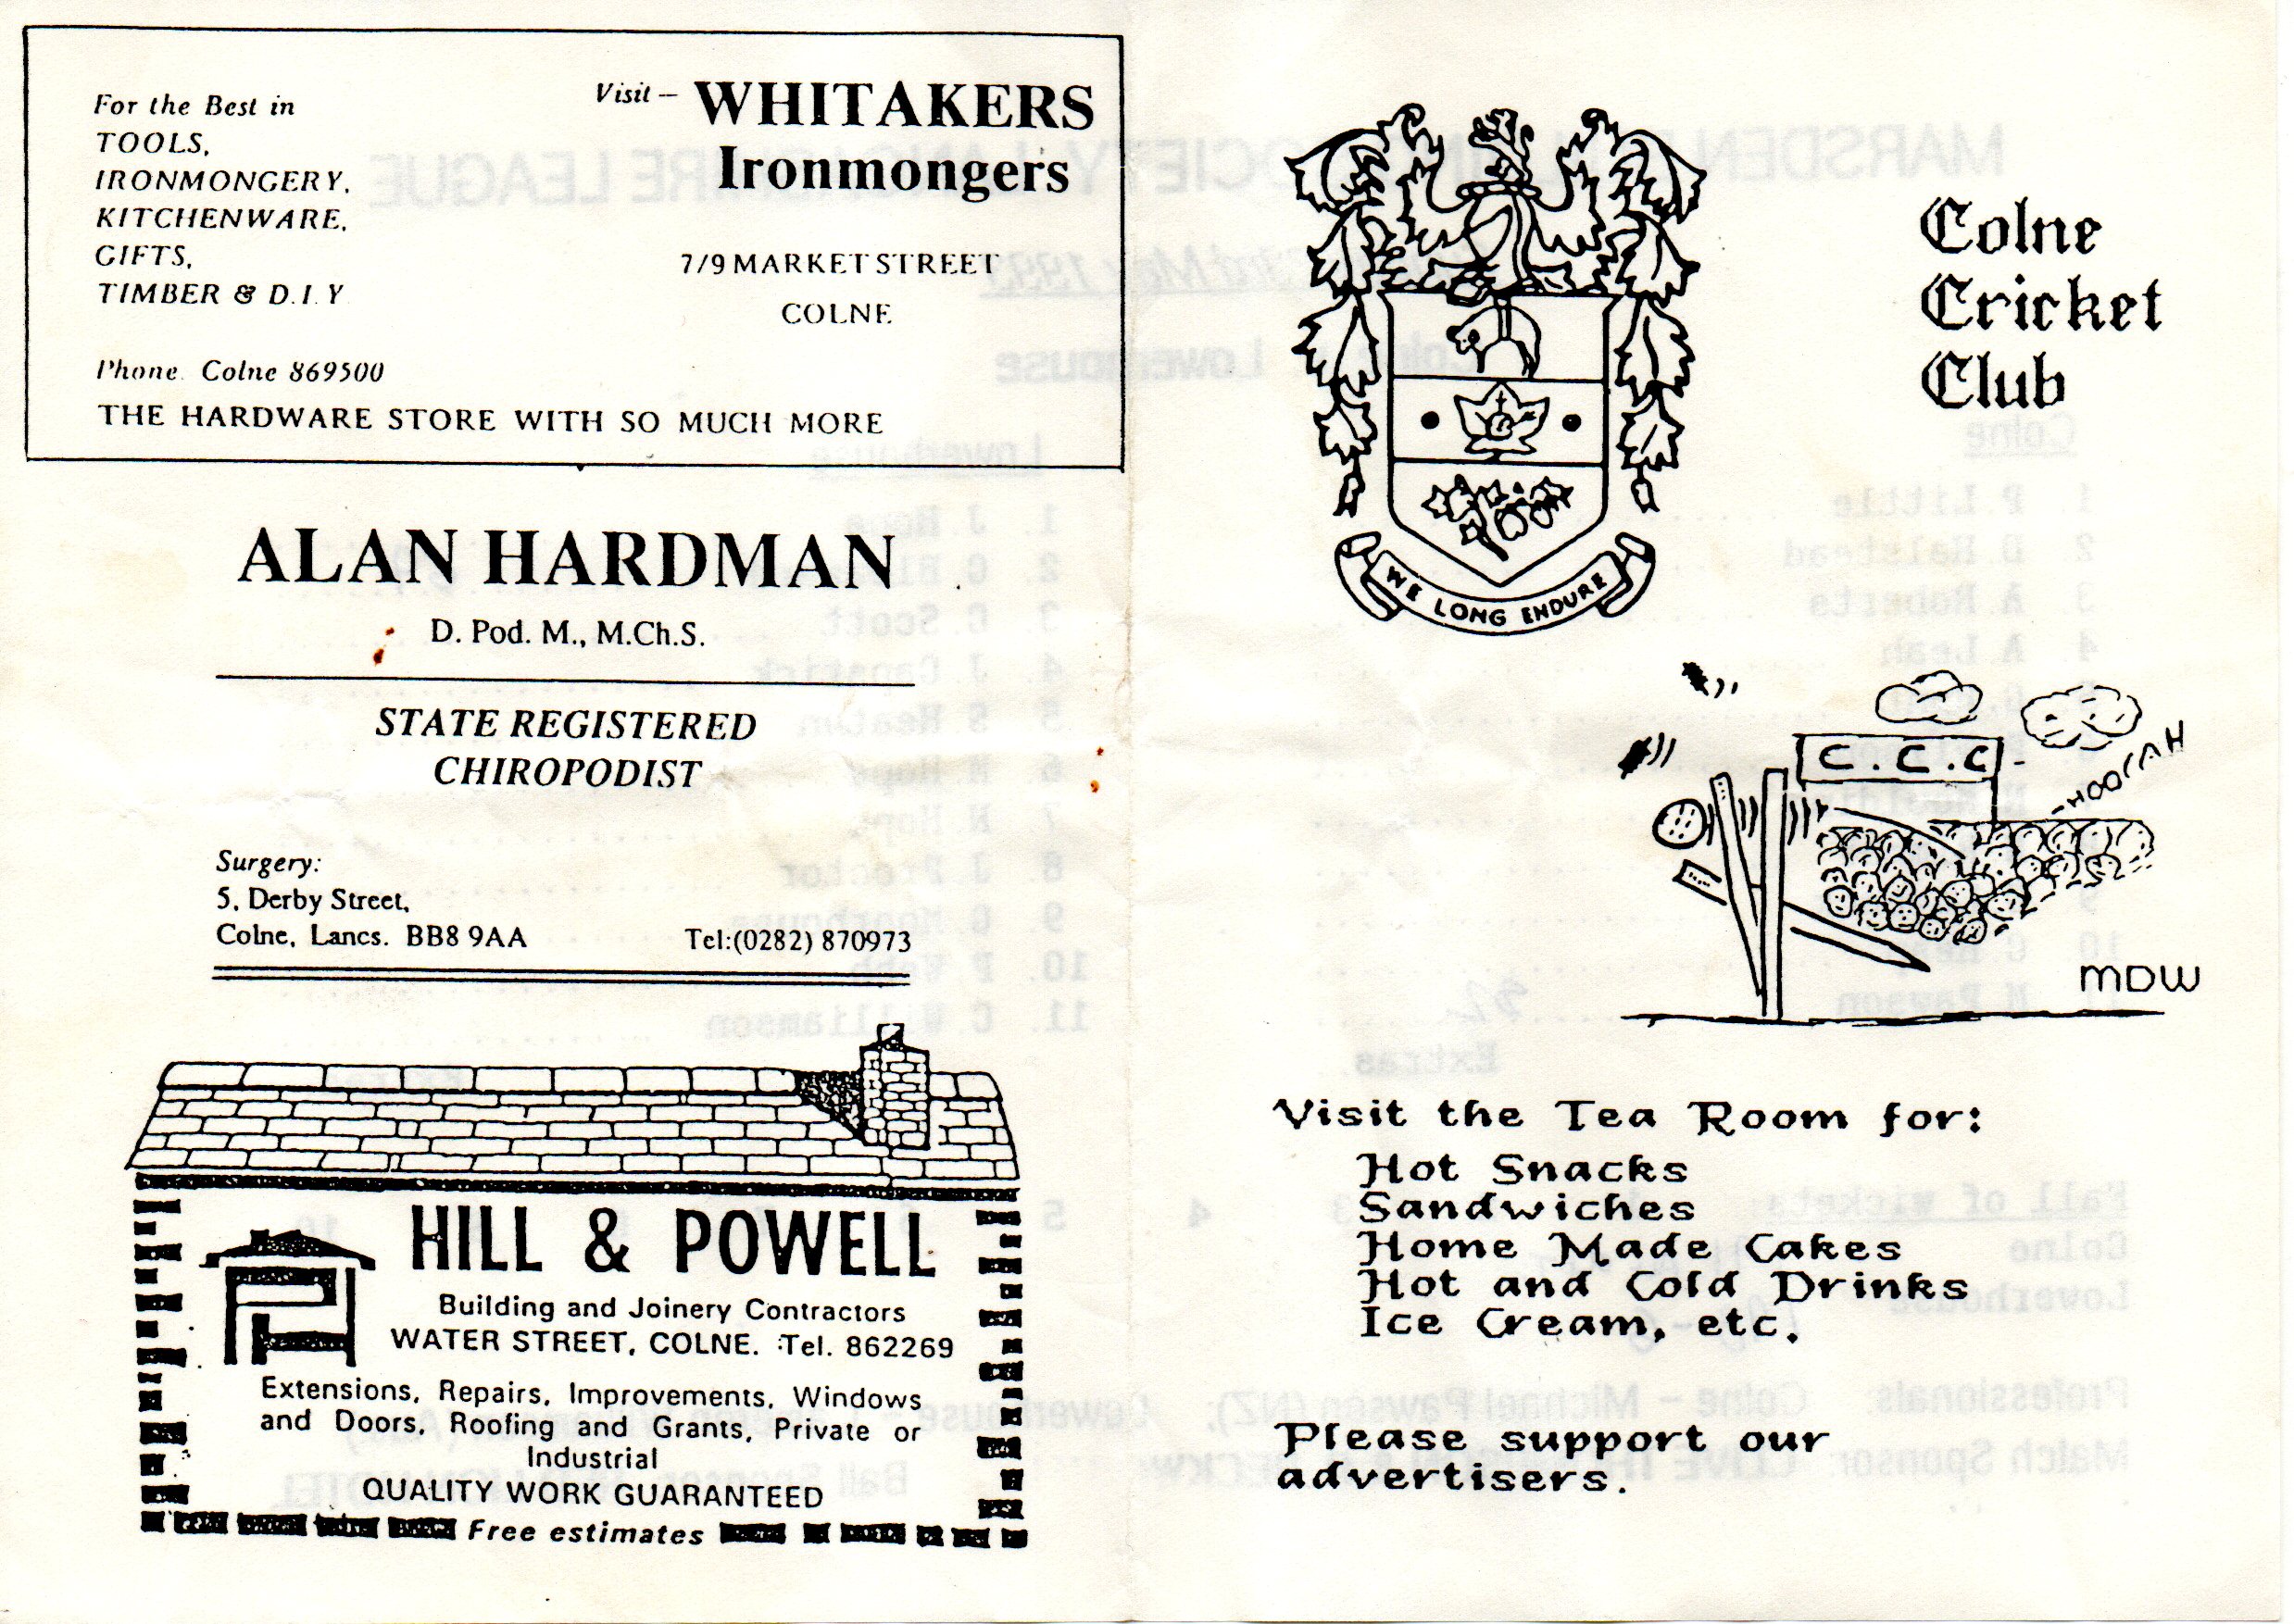 For the Best in
TOOLS,
IRONMONGERY,
KITCHENWARE,
GIFTS,
TIMBER & D.I.Y
Visit – WHITAKERS
Ironmongers
7/9 MARKET STREET
COLNE
Phone. Colne 869500
THE HARDWARE STORE WITH SO MUCH MORE
ALAN HARDMAN
D. Pod. M., M.Ch.S.
STATE REGISTERED
CHIROPODIST
Surgery:
5, Derby Street,
Colne, Lancs. BB8 9AA
Tel:(0282) 870973
HILL & POWELL
Building and Joinery Contractors
WATER STREET, COLNE. :Tel. 862269
Extensions, Repairs, Improvements, Windows
and Doors, Roofing and Grants, Private or
Industrial
QUALITY WORK GUARANTEED
Free estimates
Colne
Cricket
Club
WE LONG ENDURE
C.C.C.
HOORAH
MDW
Visit the Tea Room for:
Hot Snacks
Sandwiches
Home Made Cakes
Hot and Cold Drinks
Ice Cream, etc.
Please support our
advertisers.